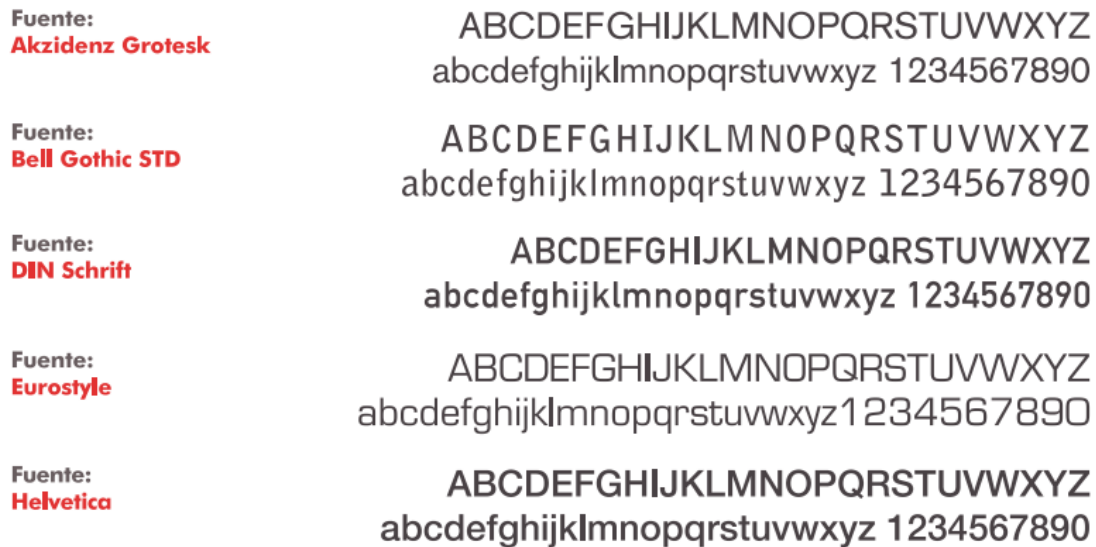 Fuente:
Akzidenz Grotesk
ABCDEFGHIJKLMNOPQRSTUVWXYZ
abcdefghijklmnopqrstuvwxyz 1234567890
Fuente:
Bell Gothic STD
ABCDEFGHIJKLMNOPQRSTUVWXYZ
abcdefghijklmnopqrstuvwxyz 1234567890
Fuente:
DIN Schrift
ABCDEFGHIJKLMNOPQRSTUVWXYZ
abcdefghijklmnopqrstuvwxyz 1234567890
Fuente:
Eurostyle
ABCDEFGHIJKLMNOPQRSTUVWXYZ
abcdefghijklmnopqrstuvwxyz1234567890
Fuente:
Helvetica
ABCDEFGHIJKLMNOPQRSTUVWXYZ
abcdefghijklmnopqrstuvwxyz 1234567890